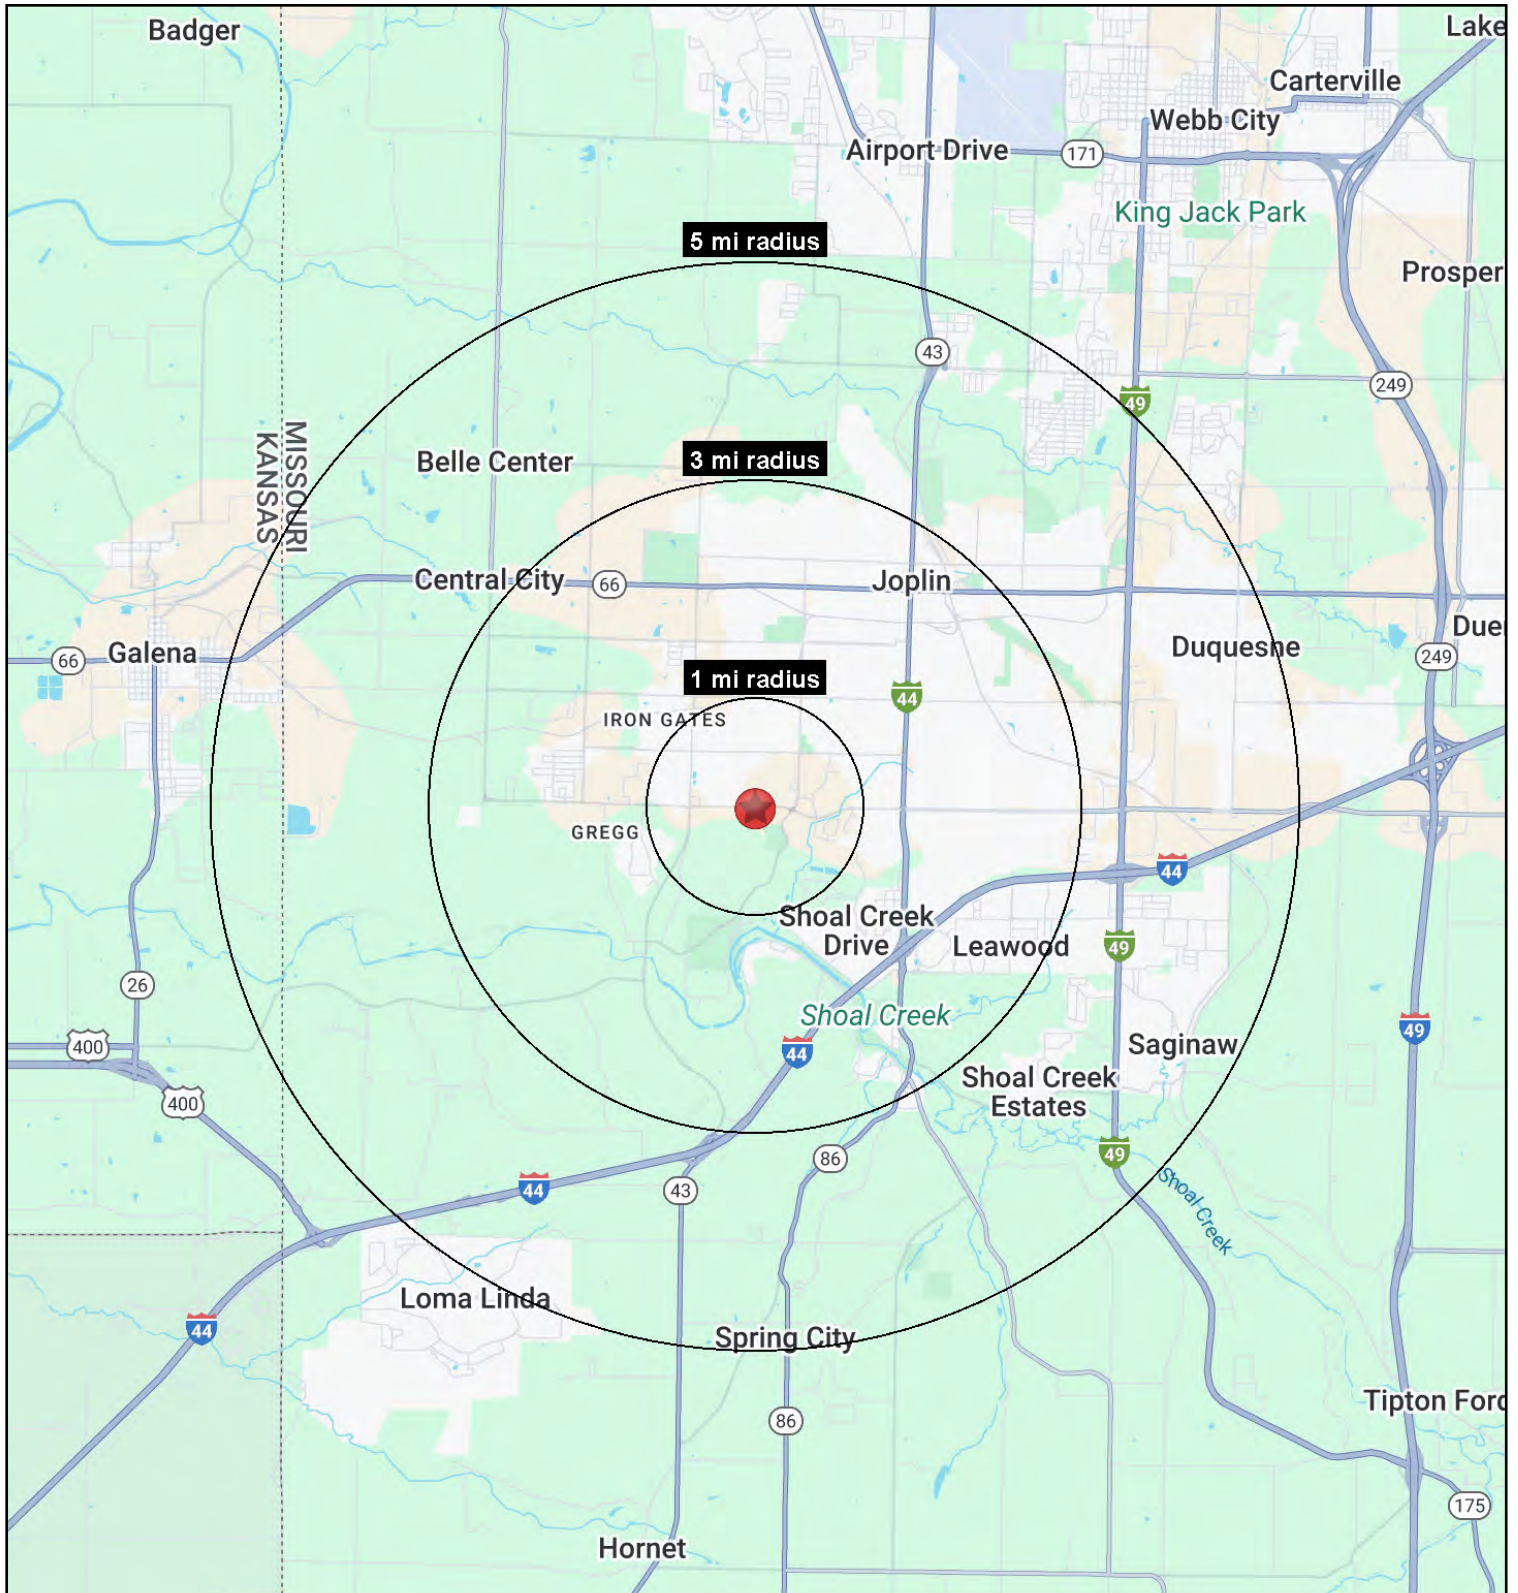 Badger
Lake
Carterville
Webb City
Airport Drive
171
King Jack Park
5 mi radius
Prosper
43
249
49
MISSOURI
KANSAS
Belle Center
3 mi radius
Central City
66
Joplin
Galena
66
Duquesne
Duer
249
1 mi radius
44
IRON GATES
GREGG
44
Shoal Creek
Drive
Leawood
49
26
Shoal Creek
49
400
44
Saginaw
400
Shoal Creek
Estates
86
49
44
43
Shoal Creek
Loma Linda
44
Spring City
Tipton Ford
86
175
Hornet